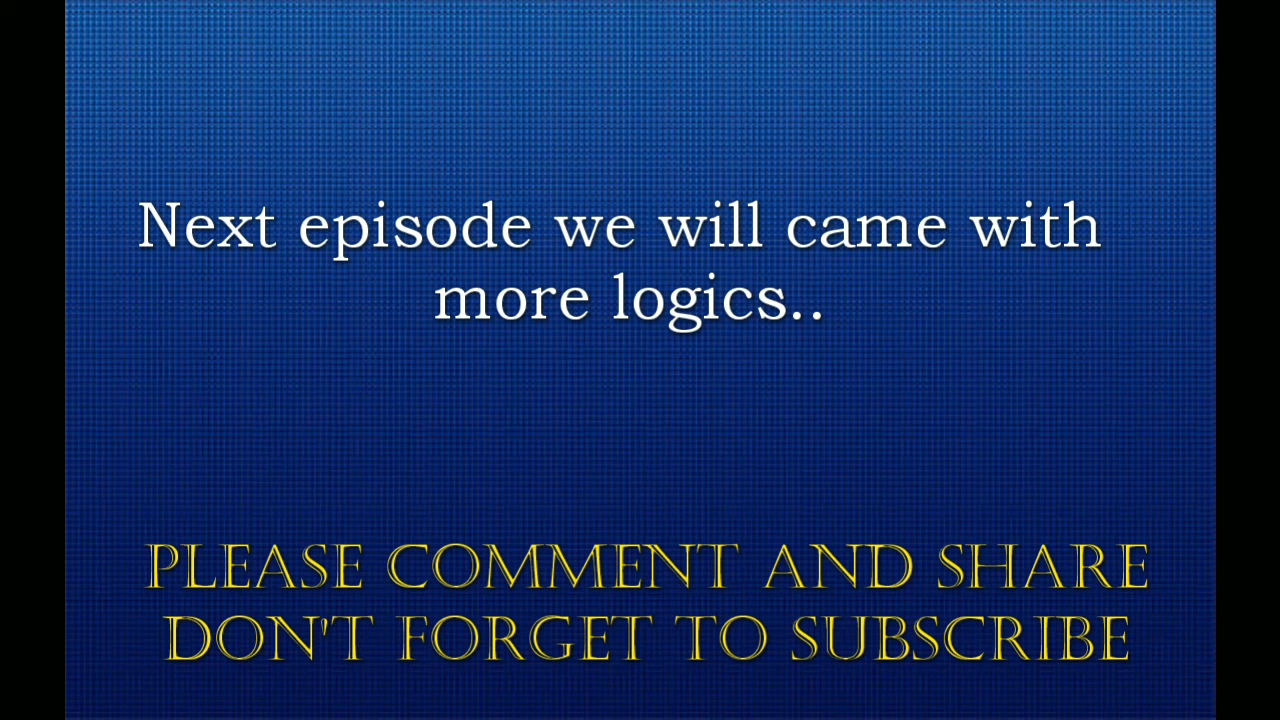 Next episode we will came with
more logics..
PLEASE COMMENT AND SHARE
DON'T FORGET TO SUBSCRIBE